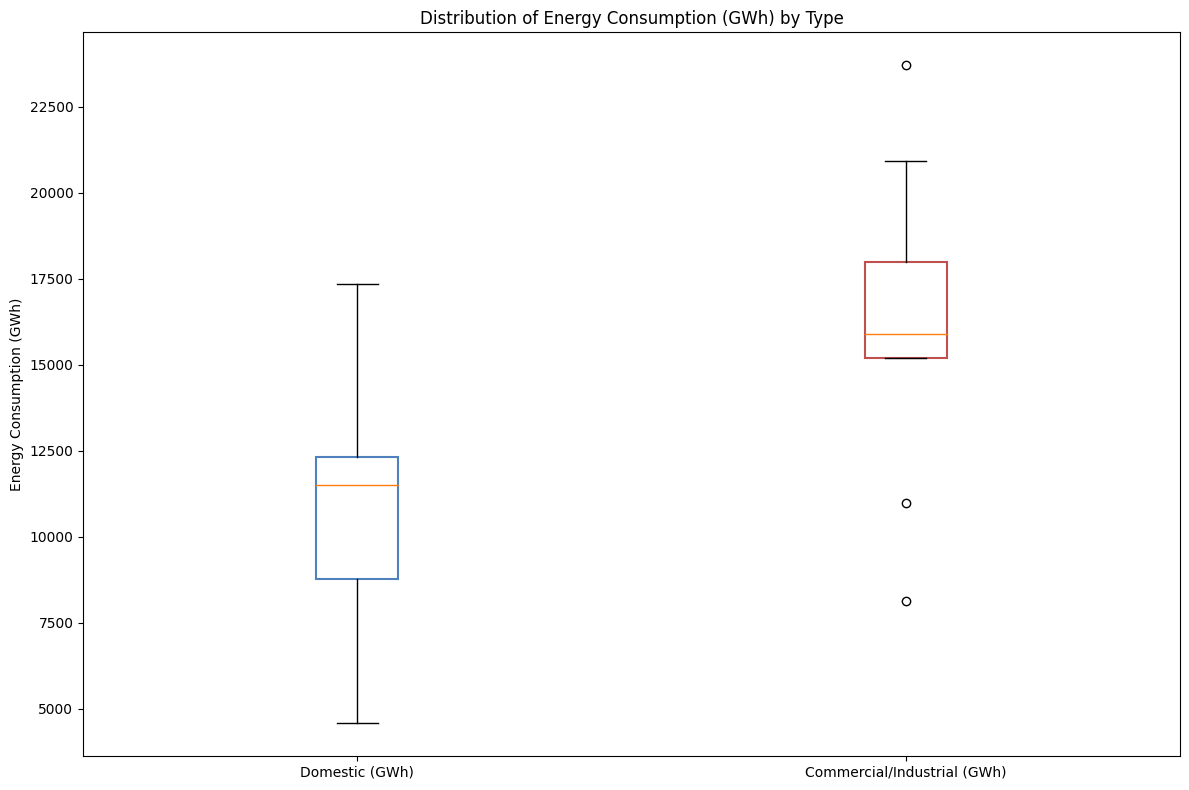 Distribution of Energy Consumption (GWh) by Type
Energy Consumption (GWh)
22500
20000
17500
15000
12500
10000
7500
5000
Domestic (GWh)
Commercial/Industrial (GWh)